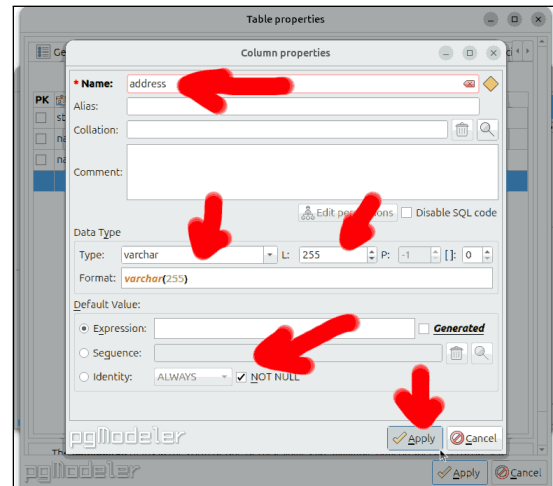 Table properties
Ge
Column properties
PK
* Name: address
Alias:
Collation:
Comment:
Edit permissions Disable SQL code
Data Type
Type: varchar L: 255 P: -1 []: 0
Format: varchar(255)
Default Value:
Expression: Generated
Sequence:
Identity: ALWAYS NOT NULL
pgModeler Apply Cancel
pgModeler Apply Cancel